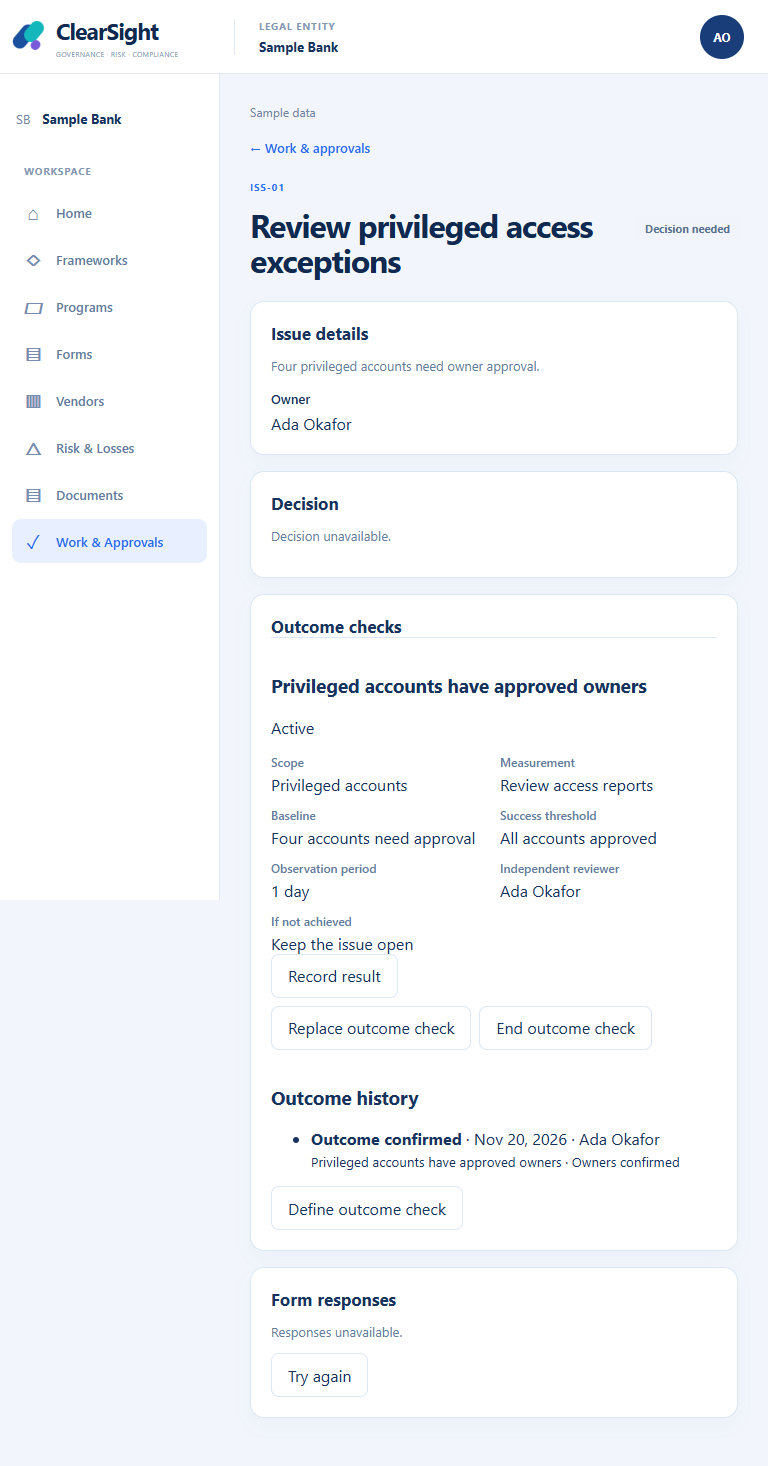 ClearSight
GOVERNANCE · RISK · COMPLIANCE
LEGAL ENTITY
Sample Bank
AO
SB Sample Bank
WORKSPACE
Home
Frameworks
Programs
Forms
Vendors
Risk & Losses
Documents
Work & Approvals
Sample data
← Work & approvals
ISS-01
Review privileged access
exceptions
Decision needed
Issue details
Four privileged accounts need owner approval.
Owner
Ada Okafor
Decision
Decision unavailable.
Outcome checks
Privileged accounts have approved owners
Active
Scope
Privileged accounts
Measurement
Review access reports
Baseline
Four accounts need approval
Success threshold
All accounts approved
Observation period
1 day
Independent reviewer
Ada Okafor
If not achieved
Keep the issue open
Record result
Replace outcome check
End outcome check
Outcome history
• Outcome confirmed · Nov 20, 2026 · Ada Okafor
Privileged accounts have approved owners · Owners confirmed
Define outcome check
Form responses
Responses unavailable.
Try again